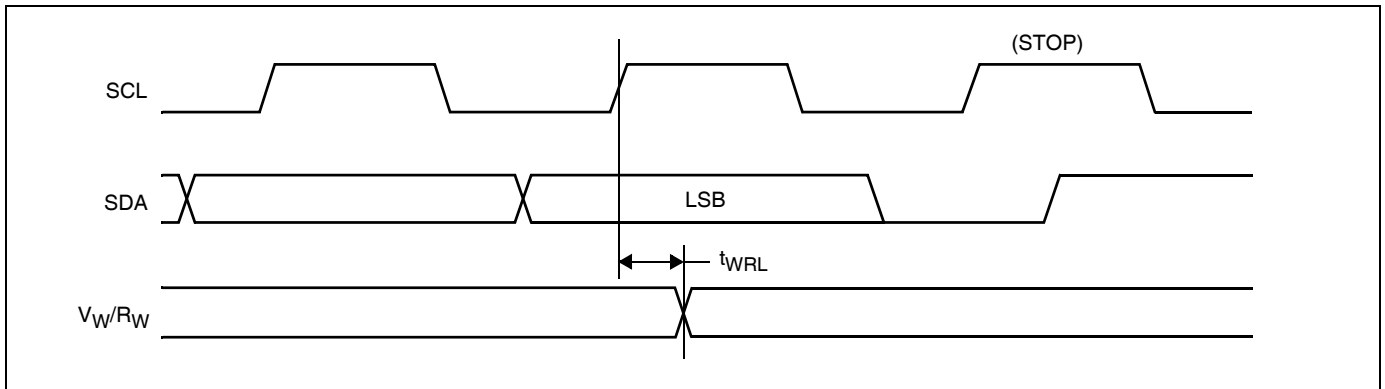 (STOP)
SCL
SDA
LSB
tWRL
VW/RW